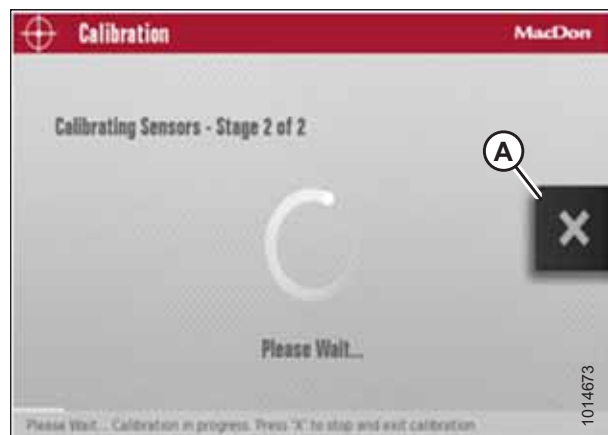 Calibration
MacDon
Calibrating Sensors - Stage 2 of 2
A
X
Please Wait...
1014673
Please Wait... Calibration in progress. Press "X" to stop and exit calibration